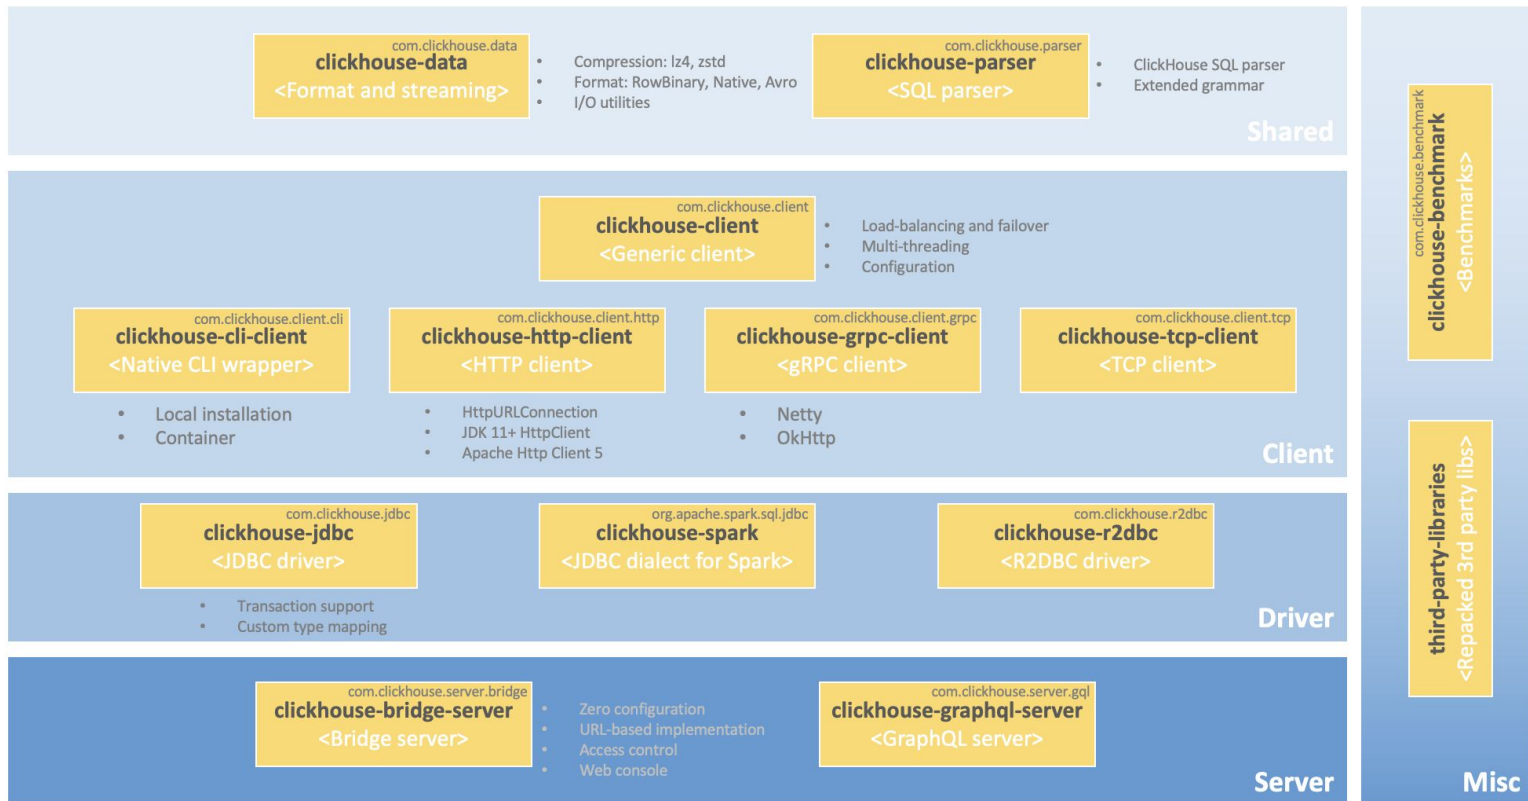 com.clickhouse.data
clickhouse-data
<Format and streaming>
• Compression: lz4, zstd
• Format: RowBinary, Native, Avro
• I/O utilities
com.clickhouse.parser
clickhouse-parser
<SQL parser>
• ClickHouse SQL parser
• Extended grammar
Shared
com.clickhouse.client
clickhouse-client
<Generic client>
• Load-balancing and failover
• Multi-threading
• Configuration
com.clickhouse.client.cli
clickhouse-cli-client
<Native CLI wrapper>
• Local installation
• Container
com.clickhouse.client.http
clickhouse-http-client
<HTTP client>
• HttpURLConnection
• JDK 11+ HttpClient
• Apache Http Client 5
com.clickhouse.client.grpc
clickhouse-grpc-client
<gRPC client>
• Netty
• OkHttp
com.clickhouse.client.tcp
clickhouse-tcp-client
<TCP client>
Client
com.clickhouse.jdbc
clickhouse-jdbc
<JDBC driver>
• Transaction support
• Custom type mapping
org.apache.spark.sql.jdbc
clickhouse-spark
<JDBC dialect for Spark>
com.clickhouse.r2dbc
clickhouse-r2dbc
<R2DBC driver>
Driver
com.clickhouse.server.bridge
clickhouse-bridge-server
<Bridge server>
• Zero configuration
• URL-based implementation
• Access control
• Web console
com.clickhouse.server.gql
clickhouse-graphql-server
<GraphQL server>
Server
com.clickhouse.benchmark
clickhouse-benchmark
<Benchmarks>
third-party-libraries
<Repacked 3rd party libs>
Misc